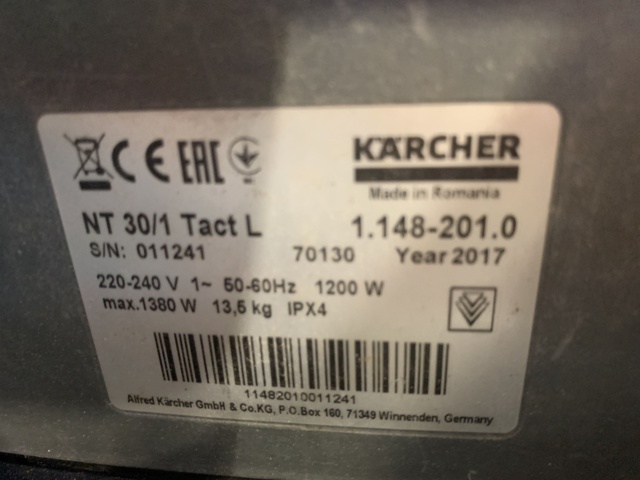 CE EAC
KÄRCHER
Made in Romania
NT 30/1 Tact L 1.148-201.0
S/N: 011241 70130 Year 2017
220-240 V 1~ 50-60Hz 1200 W
max.1380 W 13,5 kg IPX4
11482010011241
Alfred Kärcher GmbH & Co.KG, P.O.Box 160, 71349 Winnenden, Germany